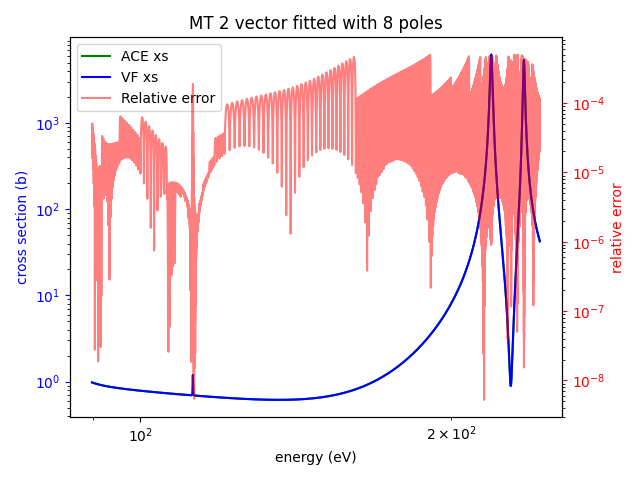 MT 2 vector fitted with 8 poles
ACE xs
VF xs
Relative error
cross section (b)
10³
10²
10¹
10⁰
10⁻⁴
10⁻⁵
10⁻⁶
10⁻⁷
10⁻⁸
relative error
10²
2 × 10²
energy (eV)